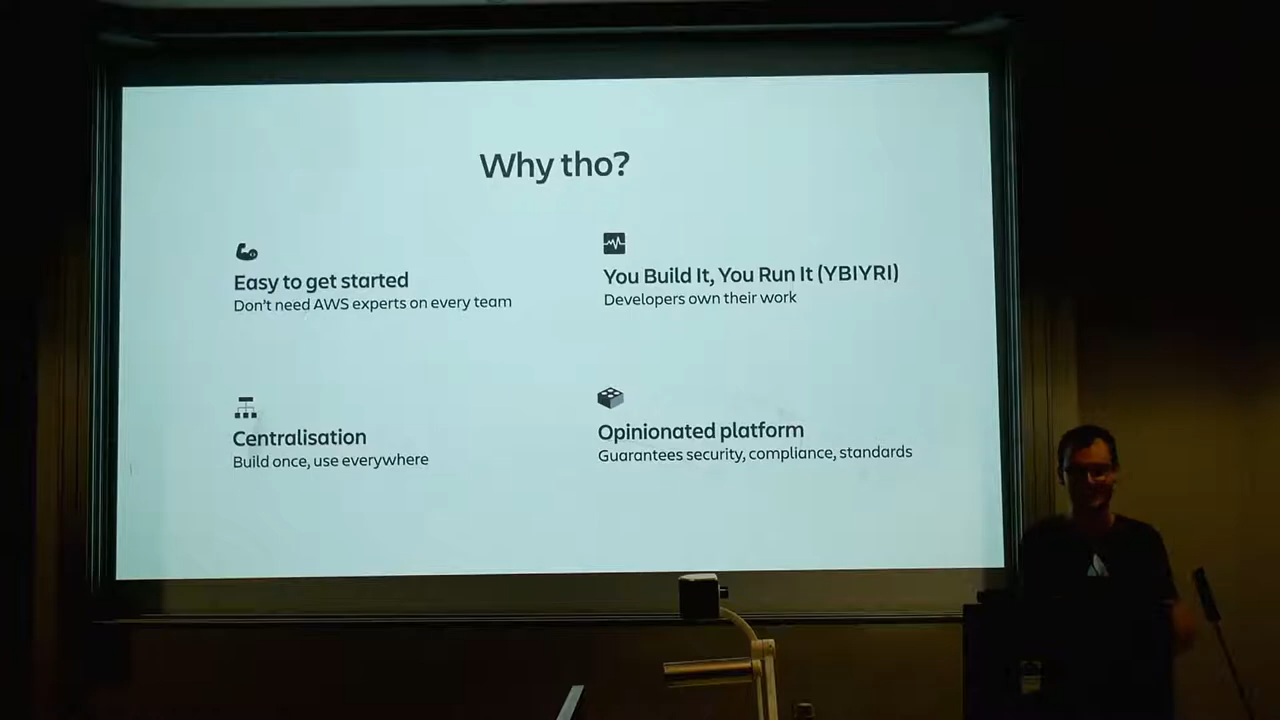 Why tho?
Easy to get started
Don't need AWS experts on every team
You Build It, You Run It (YBIYRI)
Developers own their work
Centralisation
Build once, use everywhere
Opinionated platform
Guarantees security, compliance, standards